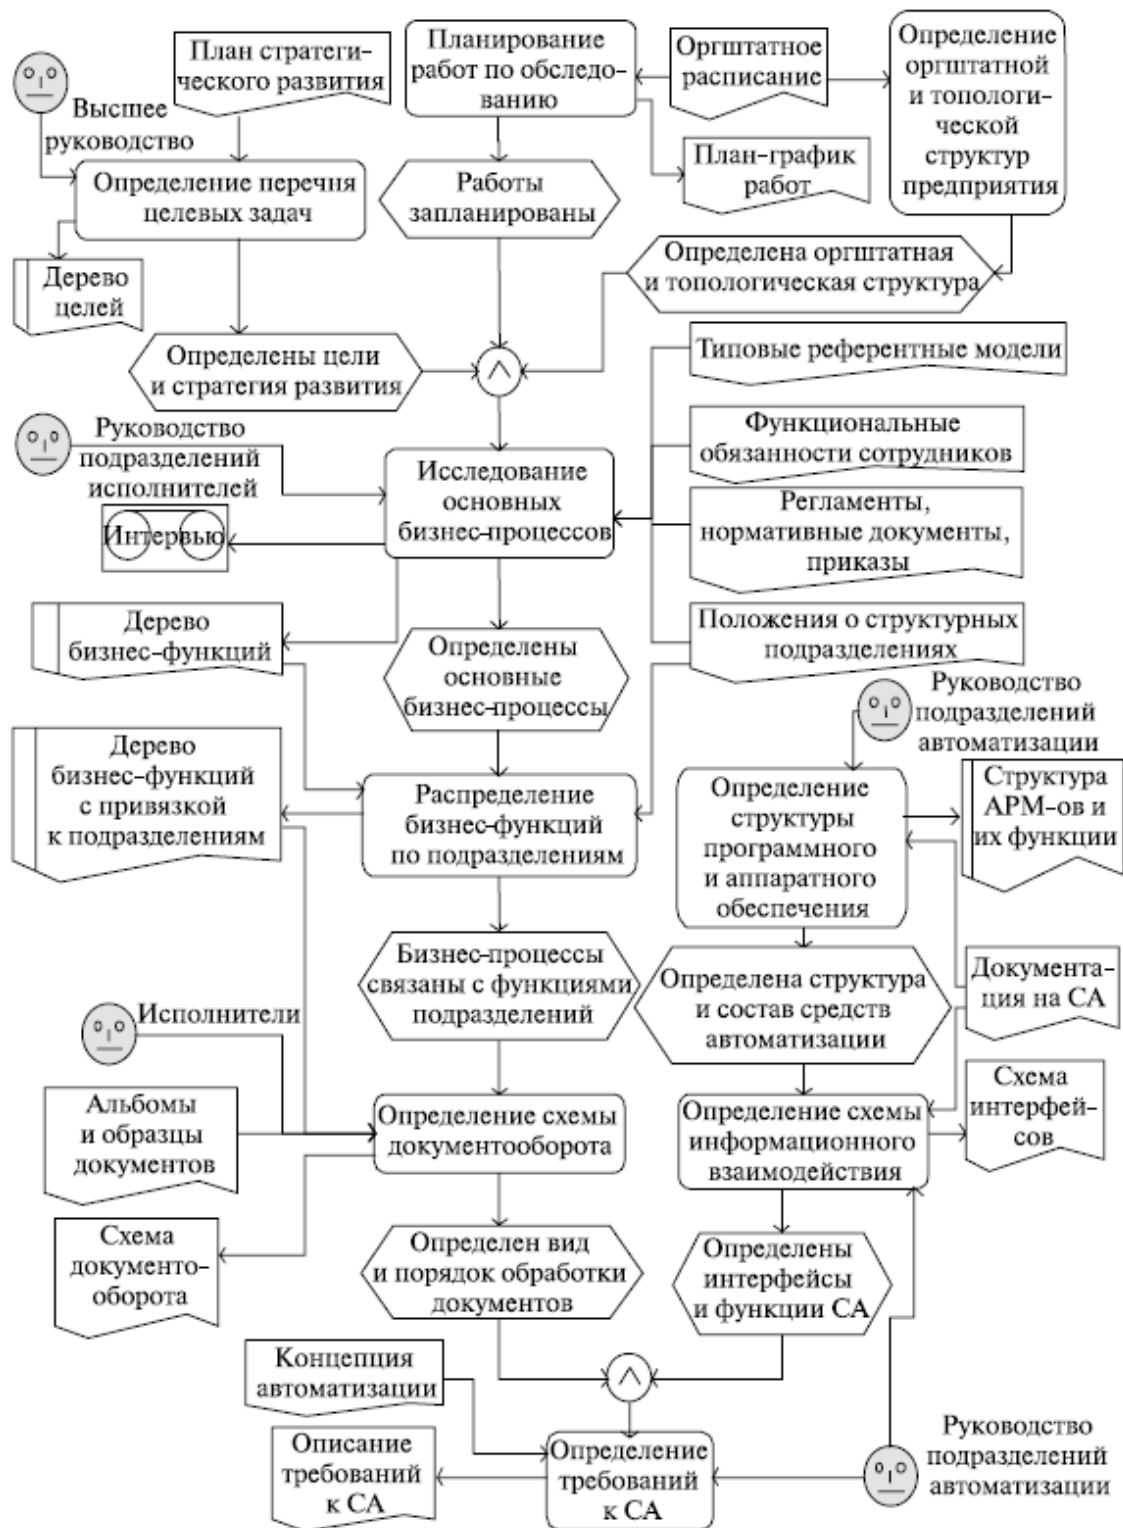 План стратеги-
ческого развития
Планирование
работ по обследо-
ванию
Оргштатное
расписание
Определение
оргштатной
и топологи-
ческой
структур
предприятия
Высшее
руководство
План-график
работ
Определение перечня
целевых задач
Работы
запланированы
Дерево
целей
Определена оргштатная
и топологическая структура
Определены цели
и стратегия развития
Типовые референтные модели
Руководство
подразделений
исполнителей
Функциональные
обязанности сотрудников
Исследование
основных
бизнес-процессов
Интервью
Регламенты,
нормативные документы,
приказы
Дерево
бизнес-функций
Определены
основные
бизнес-процессы
Положения о структурных
подразделениях
Руководство
подразделений
автоматизации
Дерево
бизнес-функций
с привязкой
к подразделениям
Распределение
бизнес-функций
по подразделениям
Определение
структуры
программного
и аппаратного
обеспечения
Структура
АРМ-ов и
их функции
Бизнес-процессы
связаны с функциями
подразделений
Определена структура
и состав средств
автоматизации
Документа-
ция на СА
Исполнители
Альбомы
и образцы
документов
Определение схемы
документооборота
Определение схемы
информационного
взаимодействия
Схема
интерфей-
сов
Схема
документо-
оборота
Определен вид
и порядок обработки
документов
Определены
интерфейсы
и функции СА
Концепция
автоматизации
Описание
требований
к СА
Определение
требований
к СА
Руководство
подразделений
автоматизации